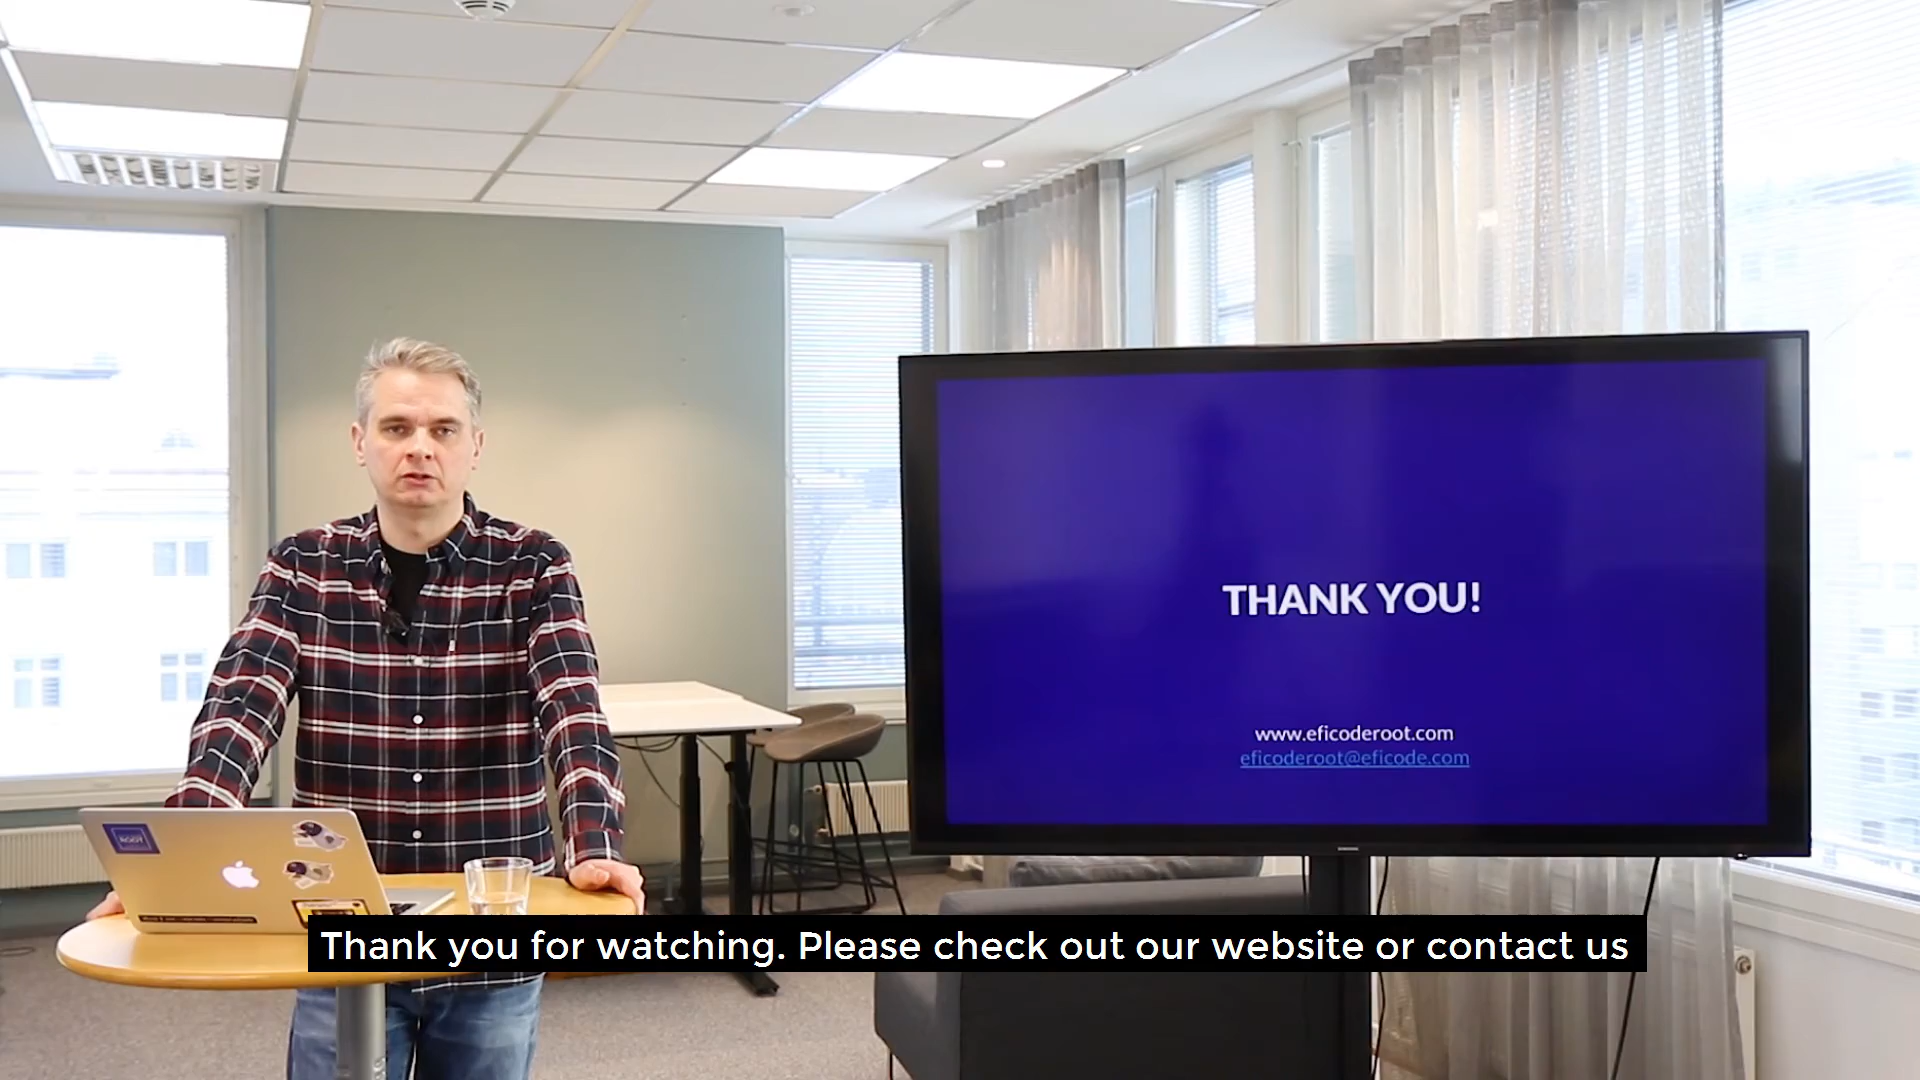 THANK YOU!
www.eficoderoot.com
eficoderoot@eficode.com
ROOT
Thank you for watching. Please check out our website or contact us